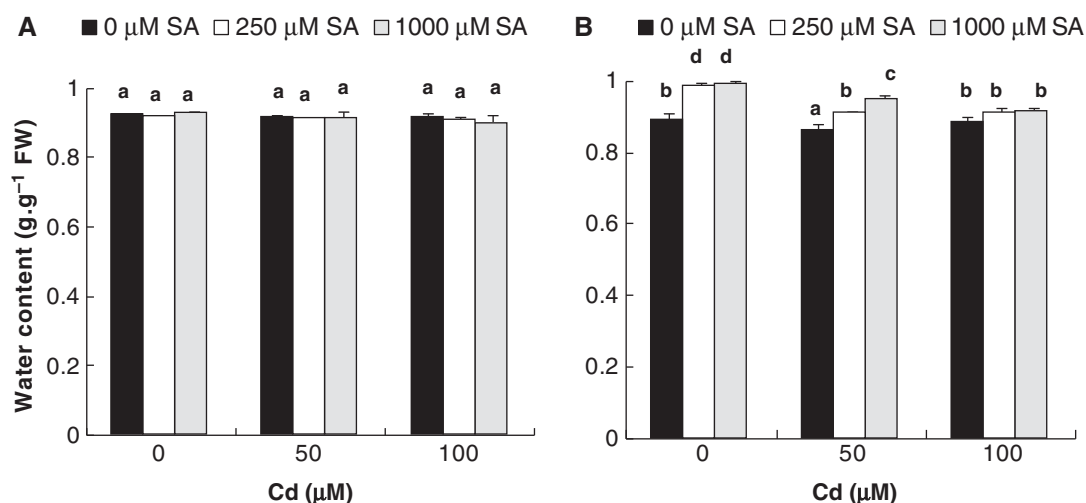 A ■ 0 μM SA □ 250 μM SA □ 1000 μM SA
a a a a a a a a a
1
0.8
0.6
0.4
0.2
0
Water content (g.g⁻¹ FW)
0 50 100
Cd (μM)
B ■ 0 μM SA □ 250 μM SA □ 1000 μM SA
b d d a b c b b b
1
0.8
0.6
0.4
0.2
0
0 50 100
Cd (μM)